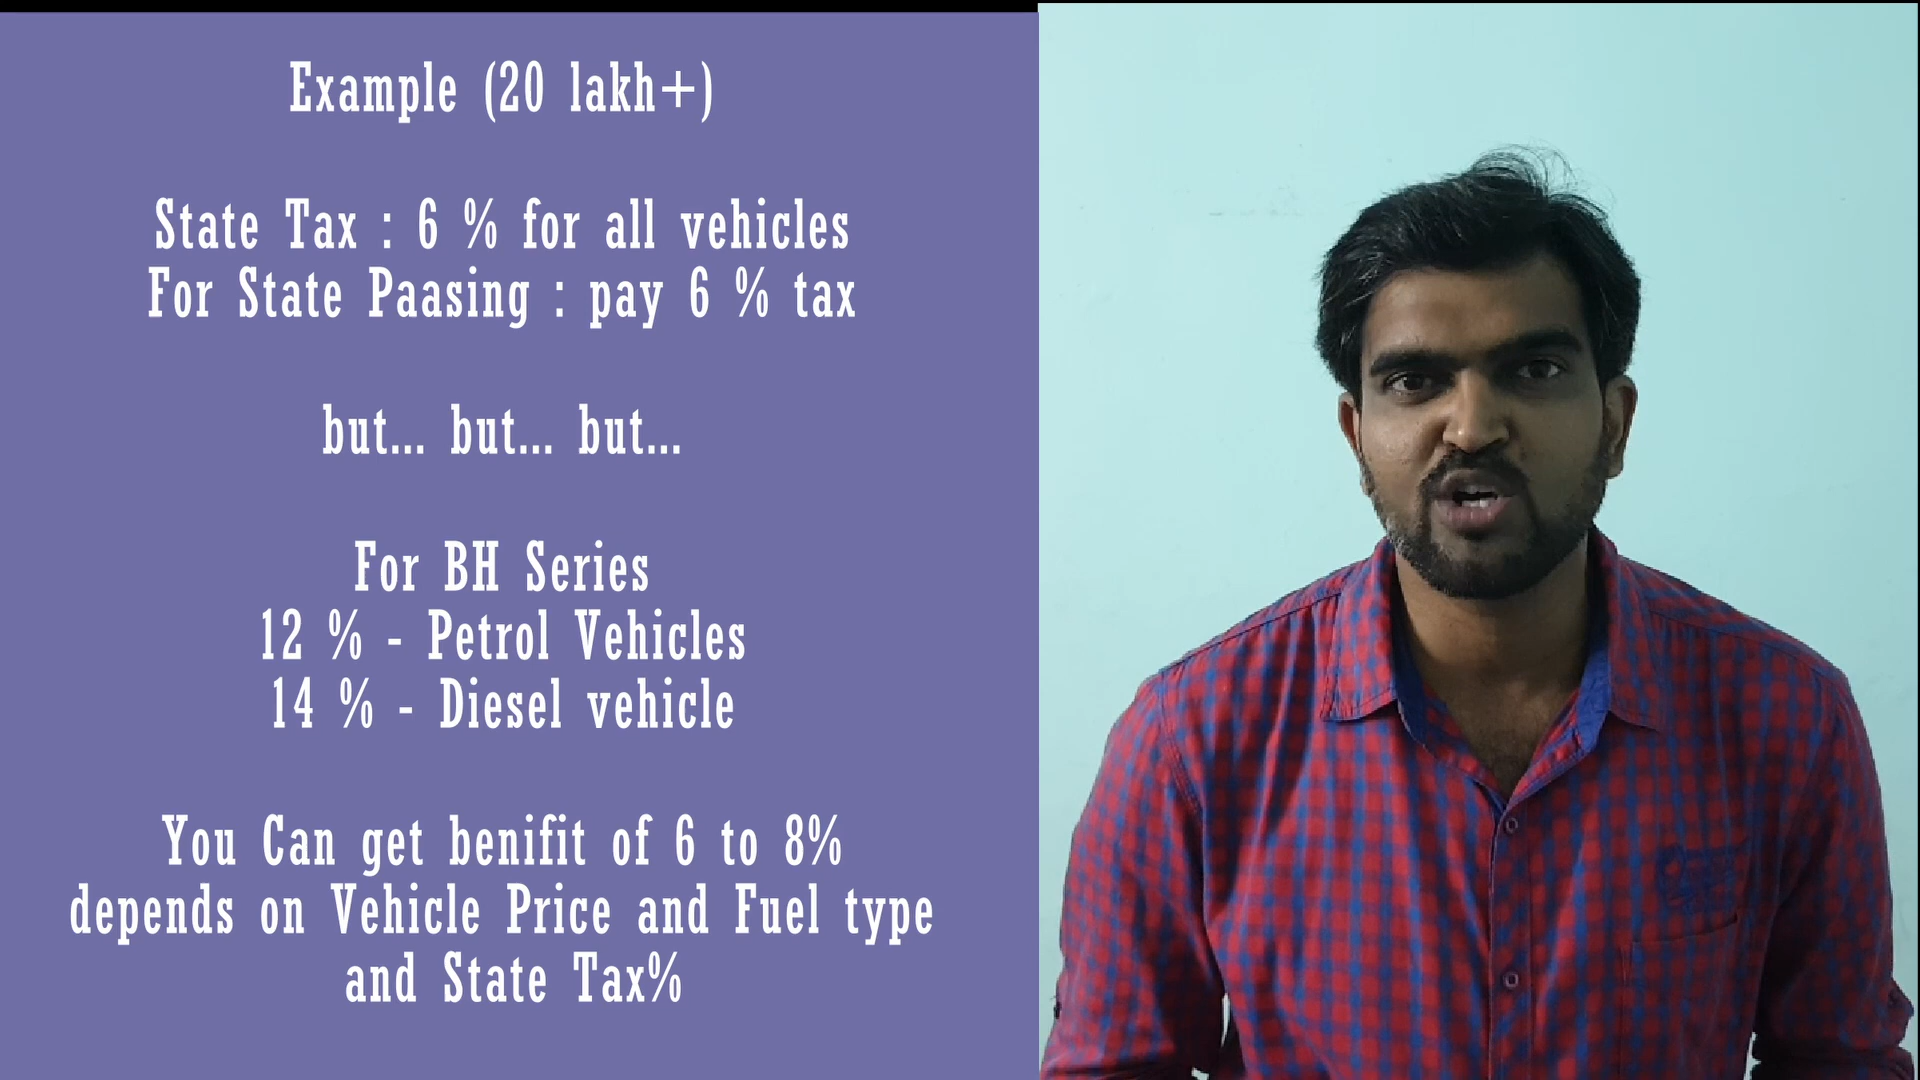 Example (20 lakh+)
State Tax : 6 % for all vehicles
For State Paasing : pay 6 % tax
but... but... but...
For BH Series
12 % - Petrol Vehicles
14 % - Diesel vehicle
You Can get benifit of 6 to 8%
depends on Vehicle Price and Fuel type
and State Tax%